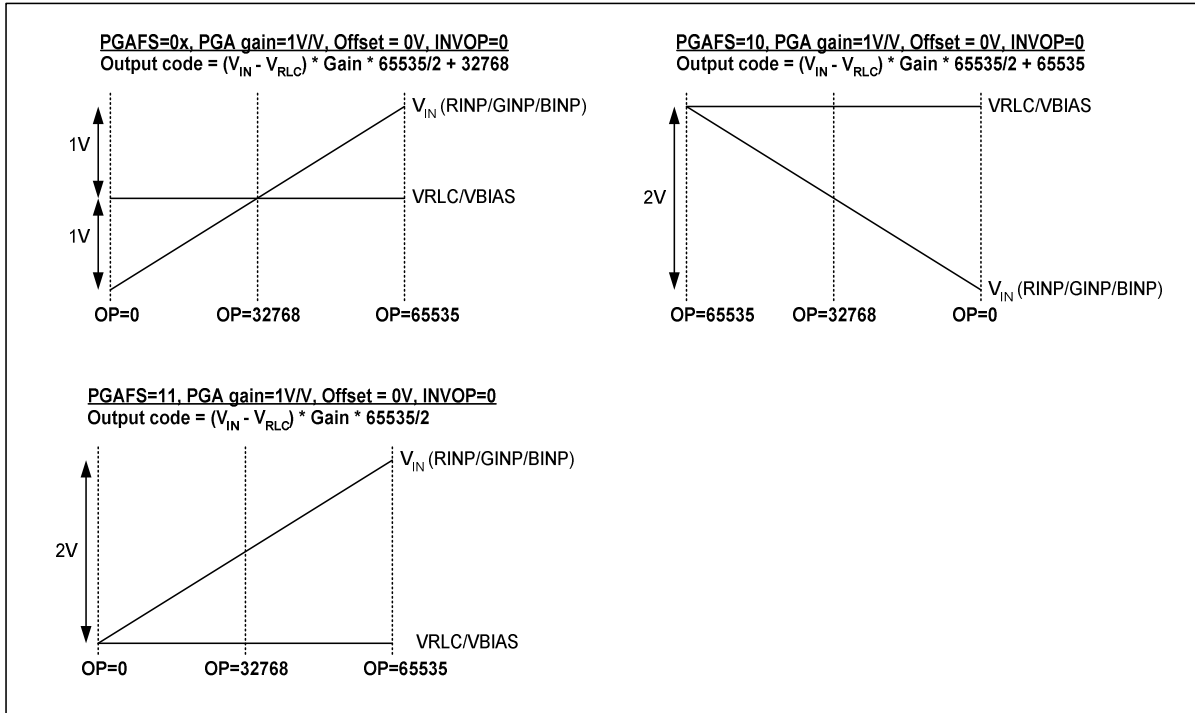 PGAFS=0x, PGA gain=1V/V, Offset = 0V, INVOP=0
Output code = (VIN - VRLC) * Gain * 65535/2 + 32768
VIN (RINP/GINP/BINP)
1V
VRLC/VBIAS
1V
OP=0 OP=32768 OP=65535
PGAFS=10, PGA gain=1V/V, Offset = 0V, INVOP=0
Output code = (VIN - VRLC) * Gain * 65535/2 + 65535
VRLC/VBIAS
2V
VIN (RINP/GINP/BINP)
OP=65535 OP=32768 OP=0
PGAFS=11, PGA gain=1V/V, Offset = 0V, INVOP=0
Output code = (VIN - VRLC) * Gain * 65535/2
VIN (RINP/GINP/BINP)
2V
VRLC/VBIAS
OP=0 OP=32768 OP=65535